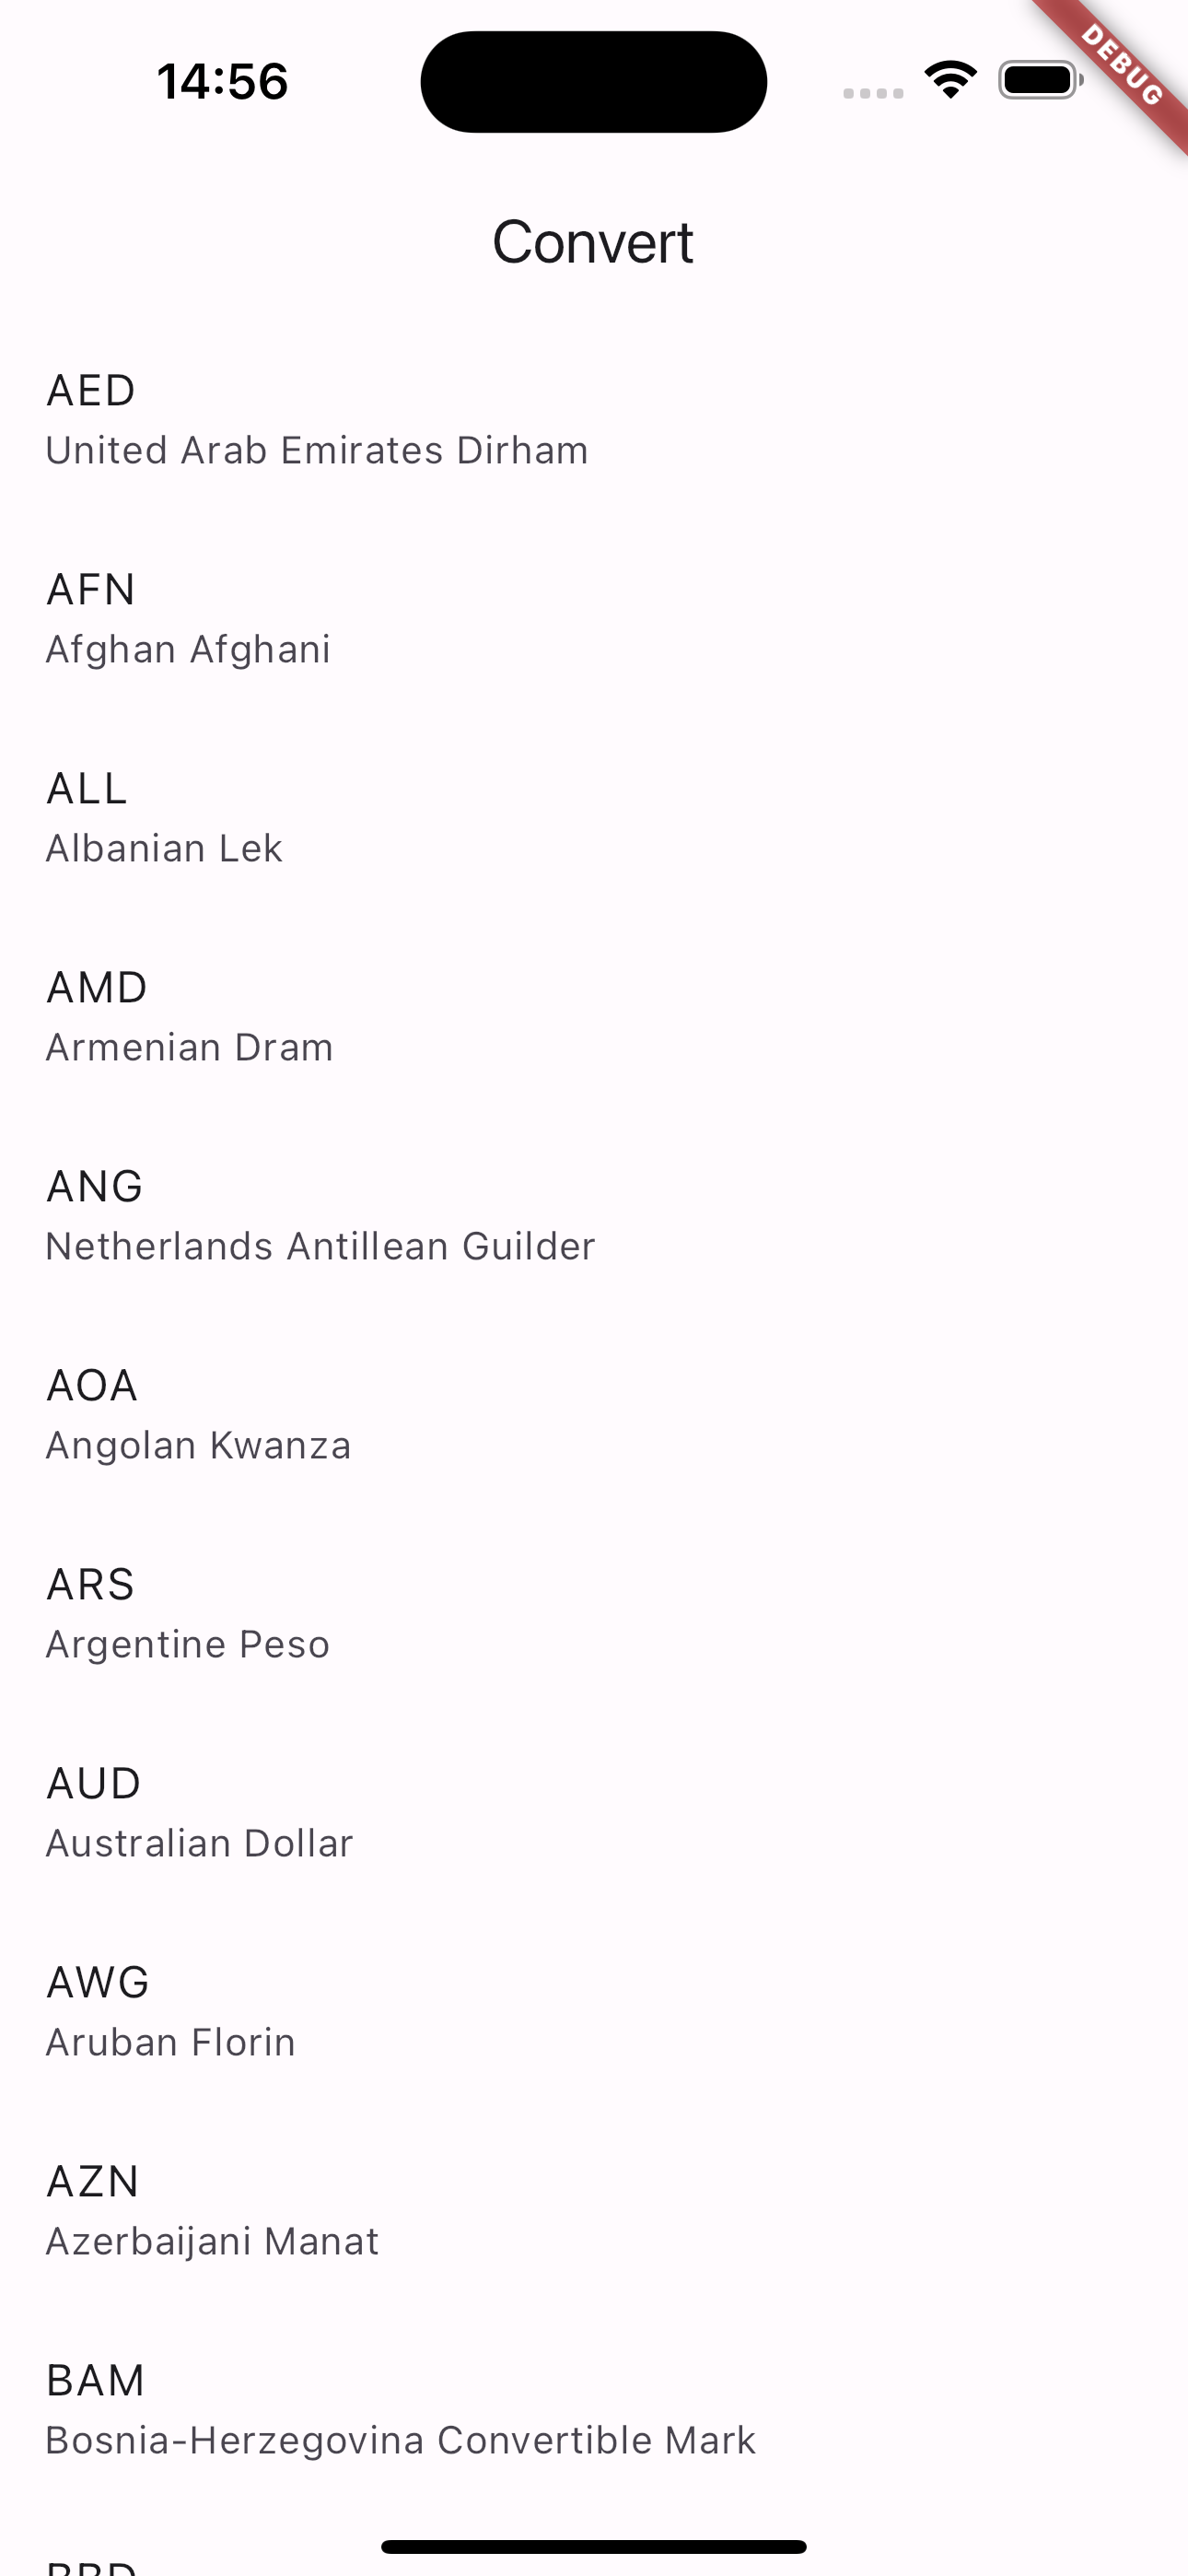 14:56
DEBUG
Convert
AED
United Arab Emirates Dirham
AFN
Afghan Afghani
ALL
Albanian Lek
AMD
Armenian Dram
ANG
Netherlands Antillean Guilder
AOA
Angolan Kwanza
ARS
Argentine Peso
AUD
Australian Dollar
AWG
Aruban Florin
AZN
Azerbaijani Manat
BAM
Bosnia-Herzegovina Convertible Mark